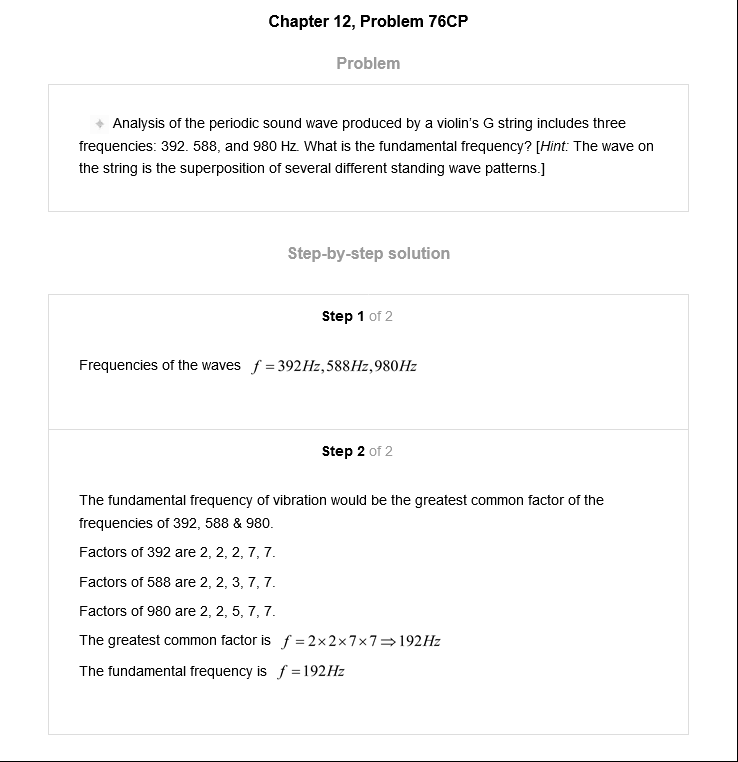 Chapter 12, Problem 76CP
Problem
Analysis of the periodic sound wave produced by a violin's G string includes three
frequencies: 392. 588, and 980 Hz. What is the fundamental frequency? [Hint: The wave on
the string is the superposition of several different standing wave patterns.]
Step-by-step solution
Step 1 of 2
Frequencies of the waves f = 392Hz, 588Hz, 980Hz
Step 2 of 2
The fundamental frequency of vibration would be the greatest common factor of the
frequencies of 392, 588 & 980.
Factors of 392 are 2, 2, 2, 7, 7.
Factors of 588 are 2, 2, 3, 7, 7.
Factors of 980 are 2, 2, 5, 7, 7.
The greatest common factor is f = 2×2×7×7⇒192Hz
The fundamental frequency is f =192Hz